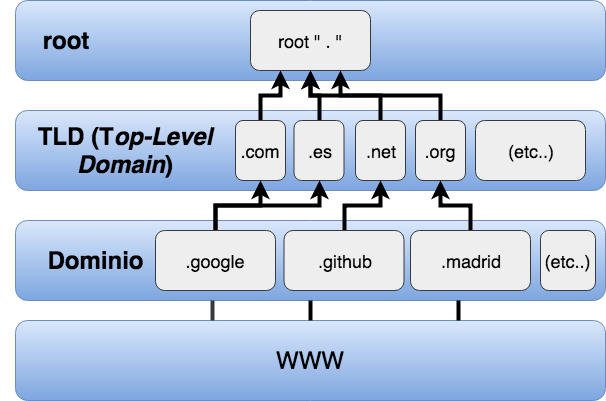 root
root " . "
TLD (Top-Level
Domain)
.com
.es
.net
.org
(etc..)
Dominio
.google
.github
.madrid
(etc..)
WWW